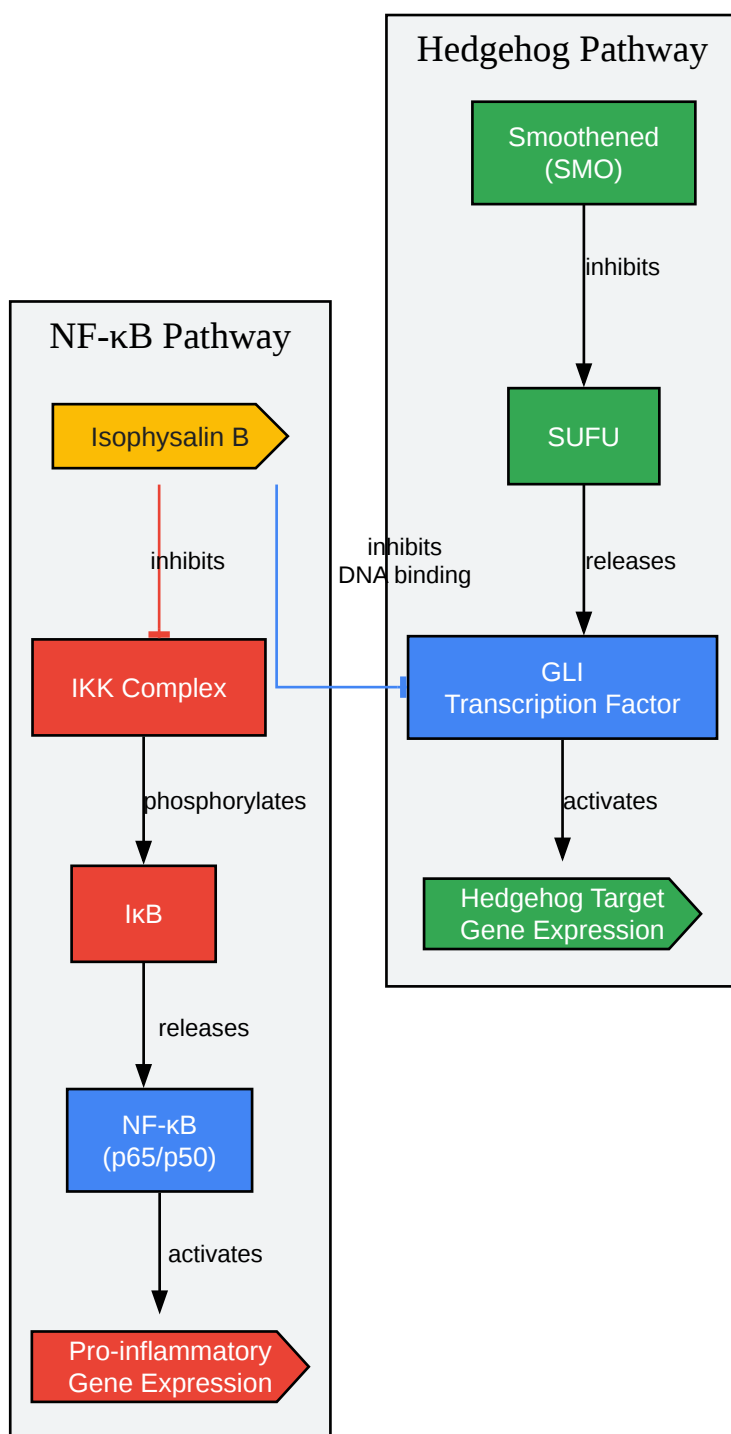 Hedgehog Pathway
Smoothened
(SMO)
inhibits
SUFU
releases
GLI
Transcription Factor
activates
Hedgehog Target
Gene Expression
NF-κB Pathway
Isophysalin B
inhibits
inhibits
DNA binding
IKK Complex
phosphorylates
IκB
releases
NF-κB
(p65/p50)
activates
Pro-inflammatory
Gene Expression